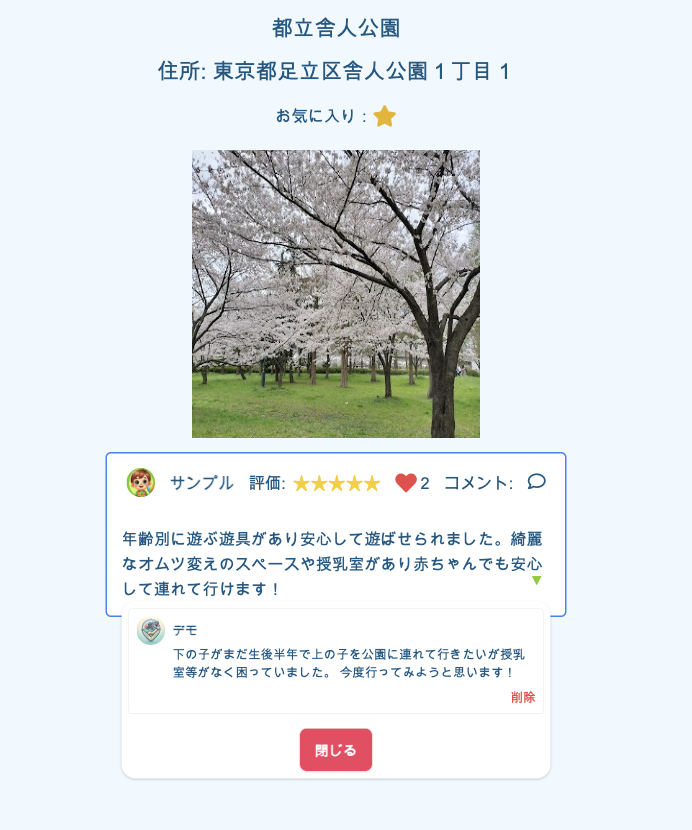 都立舎人公園
住所: 東京都足立区舎人公園１丁目１
お気に入り :
サンプル 評価: ★★★★★ 2 コメント:
年齢別に遊ぶ遊具があり安心して遊ばせられました。綺麗
なオムツ変えのスペースや授乳室があり赤ちゃんでも安心
して連れて行けます！
▼
デモ
下の子がまだ生後半年で上の子を公園に連れて行きたいが授乳
室等がなく困っていました。 今度行ってみようと思います！
削除
閉じる